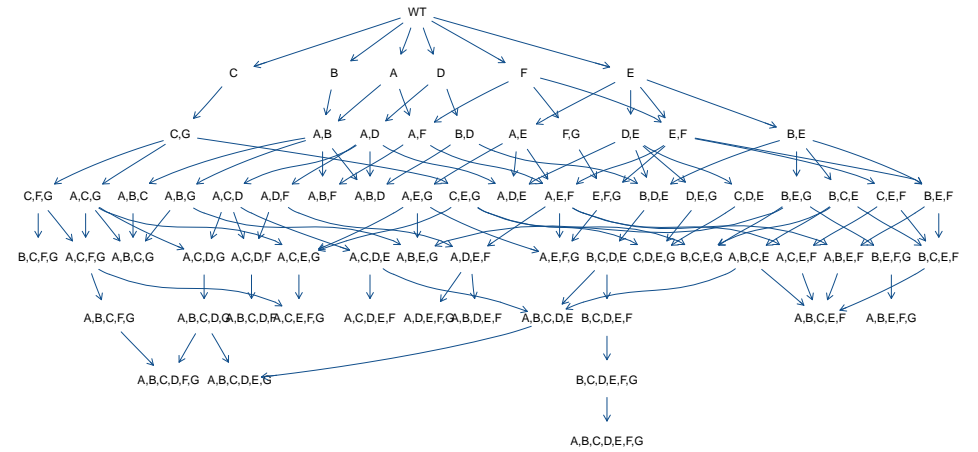 WT
C B A D F E
C,G A,B A,D A,F B,D A,E F,G D,E E,F B,E
C,F,G A,C,G A,B,C A,B,G A,C,D A,D,F A,B,F A,B,D A,E,G C,E,G A,D,E A,E,F E,F,G B,D,E D,E,G C,D,E B,E,G B,C,E C,E,F B,E,F
B,C,F,G A,C,F,G A,B,C,G A,C,D,G A,C,D,F A,C,E,G A,C,D,E A,B,E,G A,D,E,F A,E,F,G B,C,D,E C,D,E,G B,C,E,G A,B,C,E A,C,E,F A,B,E,F B,E,F,G B,C,E,F
A,B,C,F,G A,B,C,D,G A,B,C,D,F A,C,E,F,G A,C,D,E,F A,D,E,F,G A,B,D,E,F A,B,C,D,E B,C,D,E,F A,B,C,E,F A,B,E,F,G
A,B,C,D,F,G A,B,C,D,E,G B,C,D,E,F,G
A,B,C,D,E,F,G